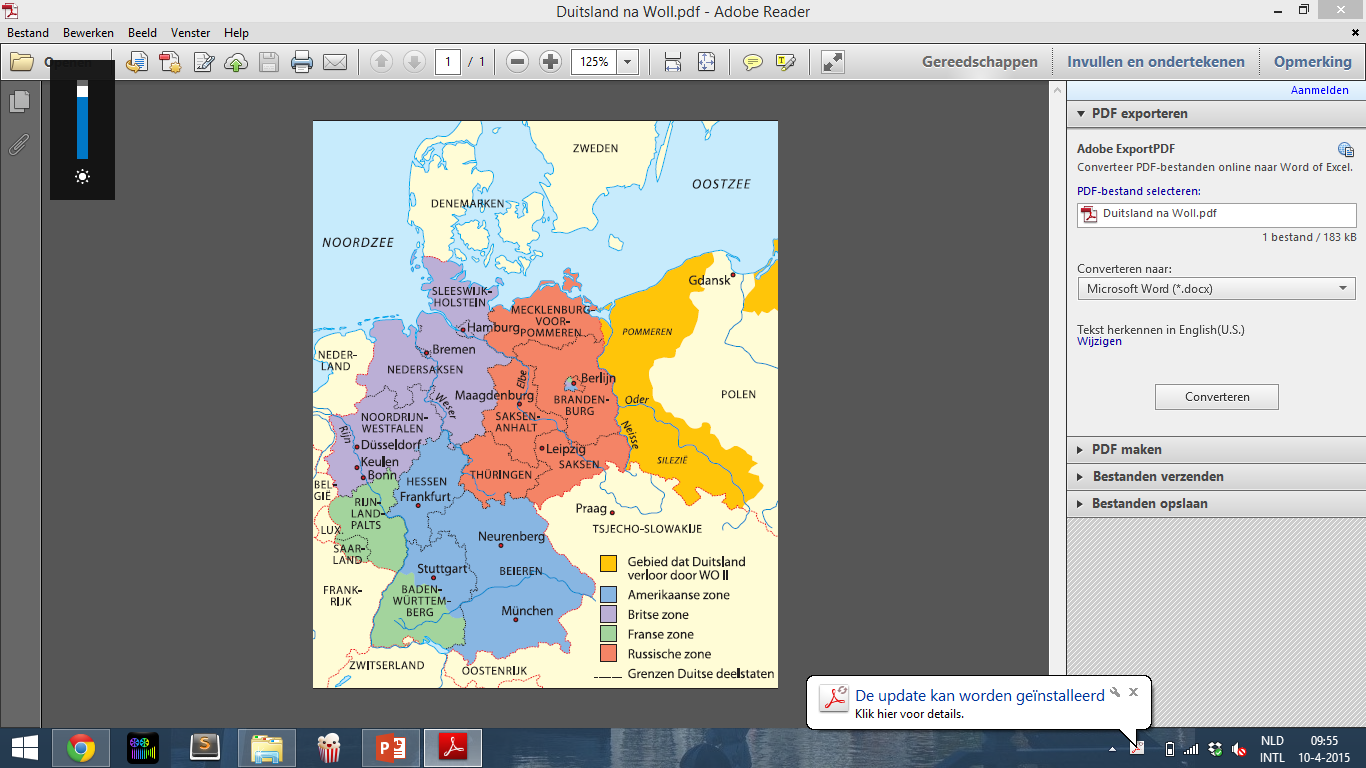 Duitsland na Woll.pdf - Adobe Reader
Bestand Bewerken Beeld Venster Help
1 / 1
125%
Gereedschappen
Invullen en ondertekenen
Opmerking
Aanmelden
PDF exporteren
Adobe ExportPDF
Converteer PDF-bestanden online naar Word of Excel.
PDF-bestand selecteren:
Duitsland na Woll.pdf
1 bestand / 183 kB
Converteren naar:
Microsoft Word (*.docx)
Tekst herkennen in English(U.S.)
Wijzigen
Converteren
PDF maken
Bestanden verzenden
Bestanden opslaan
ZWEDEN
OOSTZEE
DENEMARKEN
NOORDZEE
Gdansk
SLEESWIJK-
HOLSTEIN
MECKLENBURG-
VOOR-
POMMEREN
Hamburg
POMMEREN
Bremen
NEDER-
LAND
NEDERSAKSEN
Berlijn
Elbe
Maagdenburg
BRANDEN-
BURG
Oder
POLEN
Weser
NOORDRIJN-
WESTFALEN
SAKSEN-
ANHALT
Rijn
Düsseldorf
Neisse
Leipzig
Keulen
SAKSEN
SILEZIË
Bonn
THÜRINGEN
BEL-
GIË
HESSEN
Frankfurt
RIJN-
LAND-
PALTS
Praag
LUX.
TSJECHO-SLOWAKIJE
Neurenberg
SAAR-
LAND
Stuttgart
BEIEREN
FRANK-
RIJK
BADEN-
WÜRTTEM-
BERG
München
ZWITSERLAND
OOSTENRIJK
Gebied dat Duitsland
verloor door WO II
Amerikaanse zone
Britse zone
Franse zone
Russische zone
Grenzen Duitse deelstaten
De update kan worden geïnstalleerd
Klik hier voor details.
NLD
INTL
09:55
10-4-2015